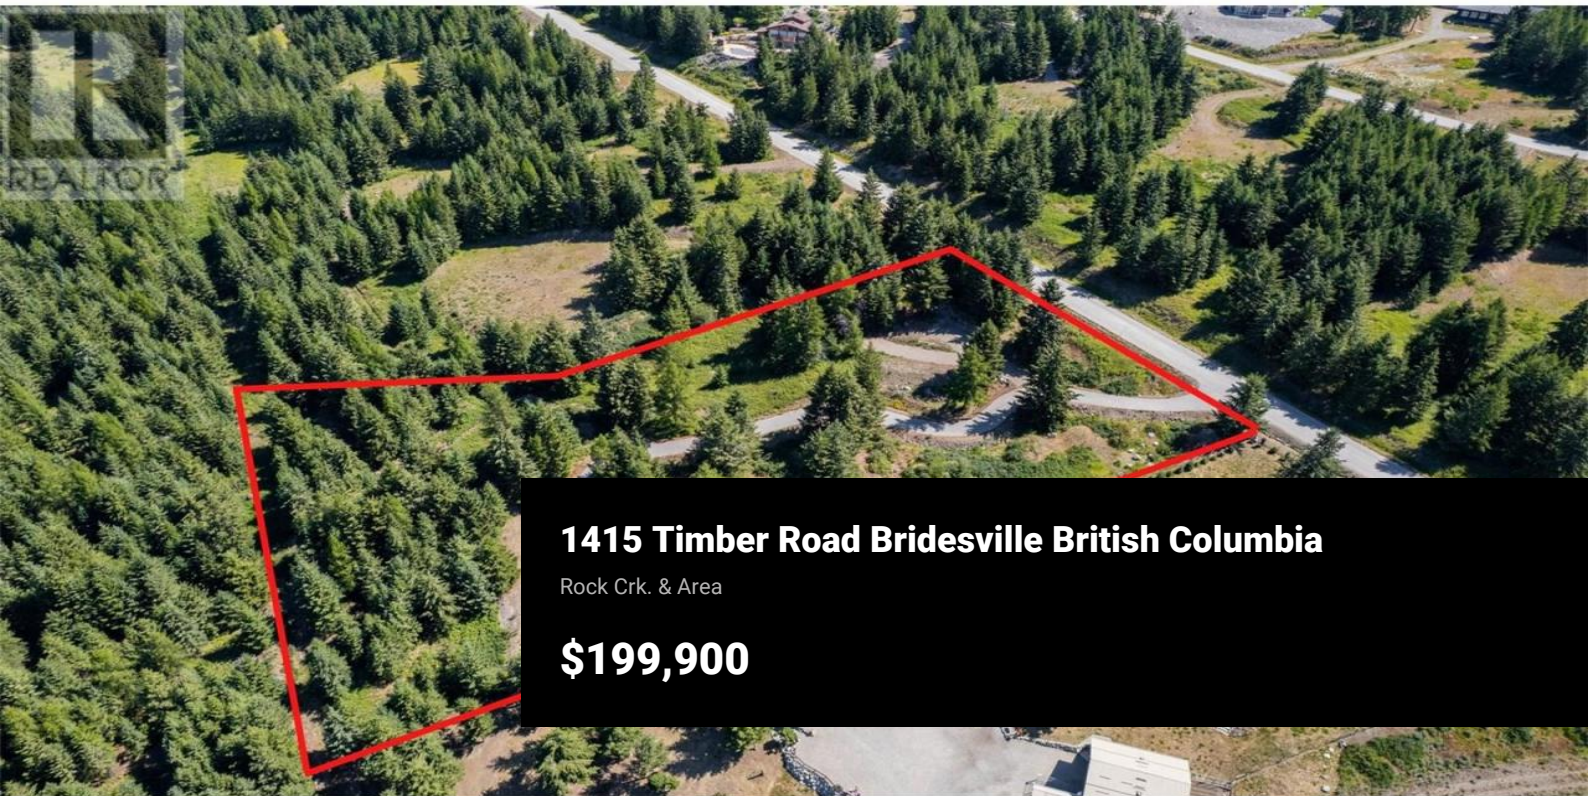 REALTOR
1415 Timber Road Bridesville British Columbia
Rock Crk. & Area
$199,900